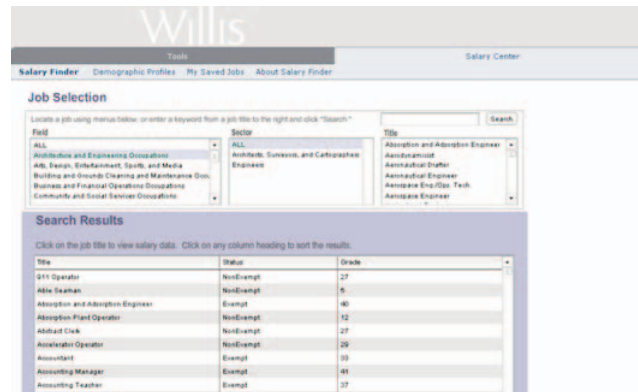 Willis
Tools
Salary Center
Salary Finder Demographic Profiles My Saved Jobs About Salary Finder
Job Selection
Locate a job using menus below, or enter a keyword from a job title to the right and click "Search."
Search
Field Sector Title
ALL ALL Absorption and Adsorption Engineer
Architecture and Engineering Occupations Architects, Surveyors, and Cartographers Aerodynamicist
Arts, Design, Entertainment, Sports, and Media Engineers Aeronautical Drafter
Building and Grounds Cleaning and Maintenance Occu. Aeronautical Engineer
Business and Financial Operations Occupations Aerospace Eng./Ops. Tech.
Community and Social Services Occupations Aerospace Engineer
Search Results
Click on the job title to view salary data. Click on any column heading to sort the results.
Title Status Grade
911 Operator NonExempt 27
Able Seaman NonExempt 5
Absorption and Adsorption Engineer Exempt 40
Absorption Plant Operator NonExempt 12
Abstract Clerk NonExempt 27
Accelerator Operator NonExempt 29
Accountant Exempt 33
Accounting Manager Exempt 41
Accounting Teacher Exempt 37